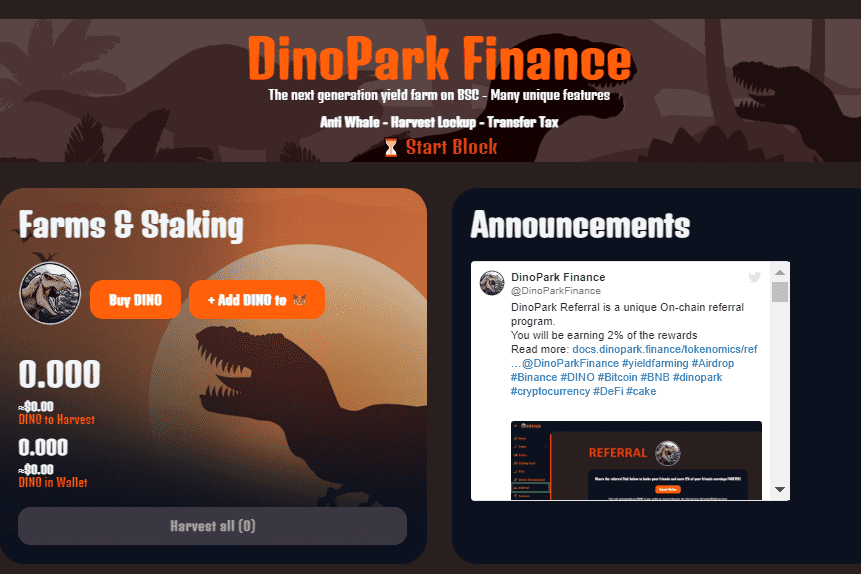 DinoPark Finance
The next generation yield farm on BSC - Many unique features
Anti Whale - Harvest Lockup - Transfer Tax
Start Block
Farms & Staking
Buy DINO
+ Add DINO to
0.000
≈$0.00
DINO to Harvest
0.000
≈$0.00
DINO in Wallet
Harvest all (0)
Announcements
DinoPark Finance
@DinoParkFinance
DinoPark Referral is a unique On-chain referral
program.
You will be earning 2% of the rewards
Read more: docs.dinopark.finance/tokenomics/ref
…@DinoParkFinance #yieldfarming #Airdrop
#Binance #DINO #Bitcoin #BNB #dinopark
#cryptocurrency #DeFi #cake
REFERRAL